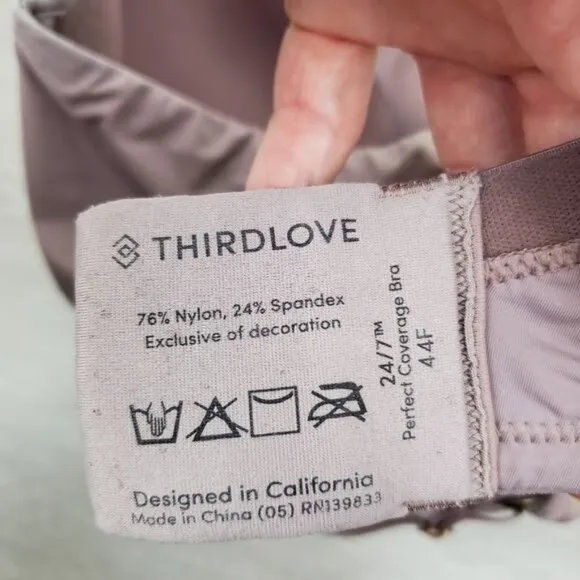 THIRDLOVE
76% Nylon, 24% Spandex
Exclusive of decoration
24/7™
Perfect Coverage Bra
44F
Designed in California
Made in China (05) RN139833